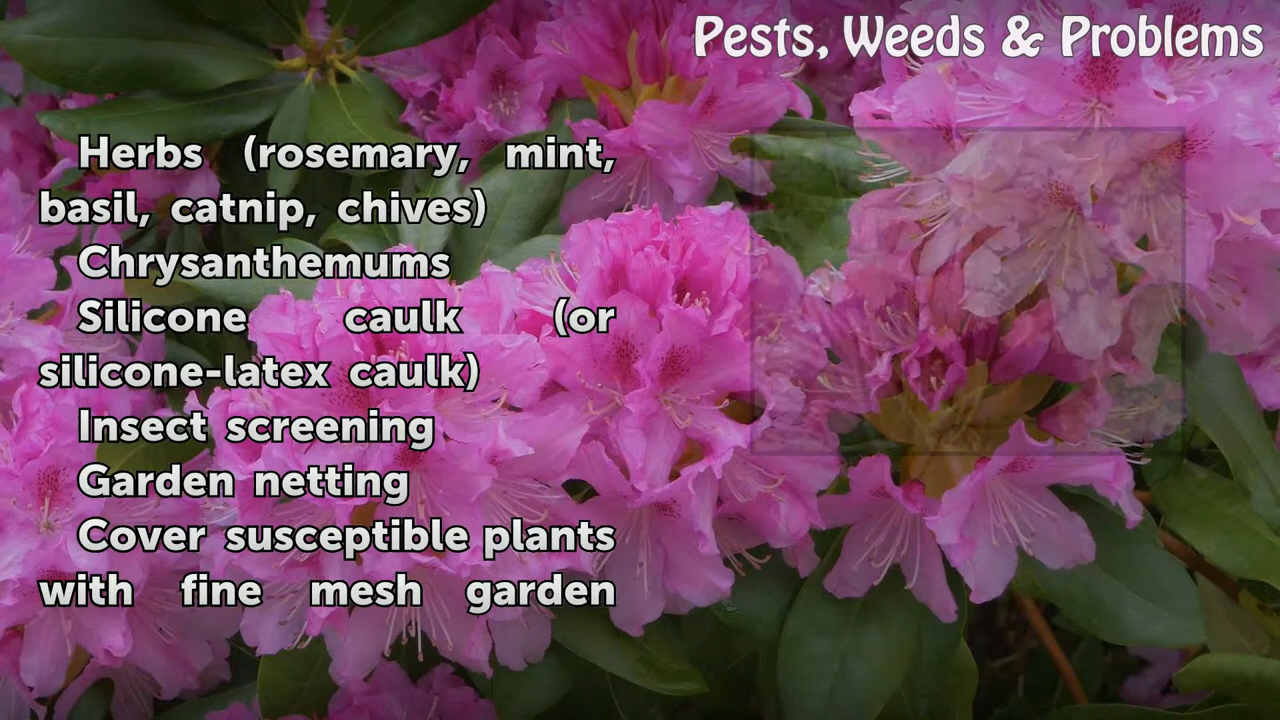 Pests, Weeds & Problems
Herbs (rosemary, mint,
basil, catnip, chives)
Chrysanthemums
Silicone caulk (or
silicone-latex caulk)
Insect screening
Garden netting
Cover susceptible plants
with fine mesh garden